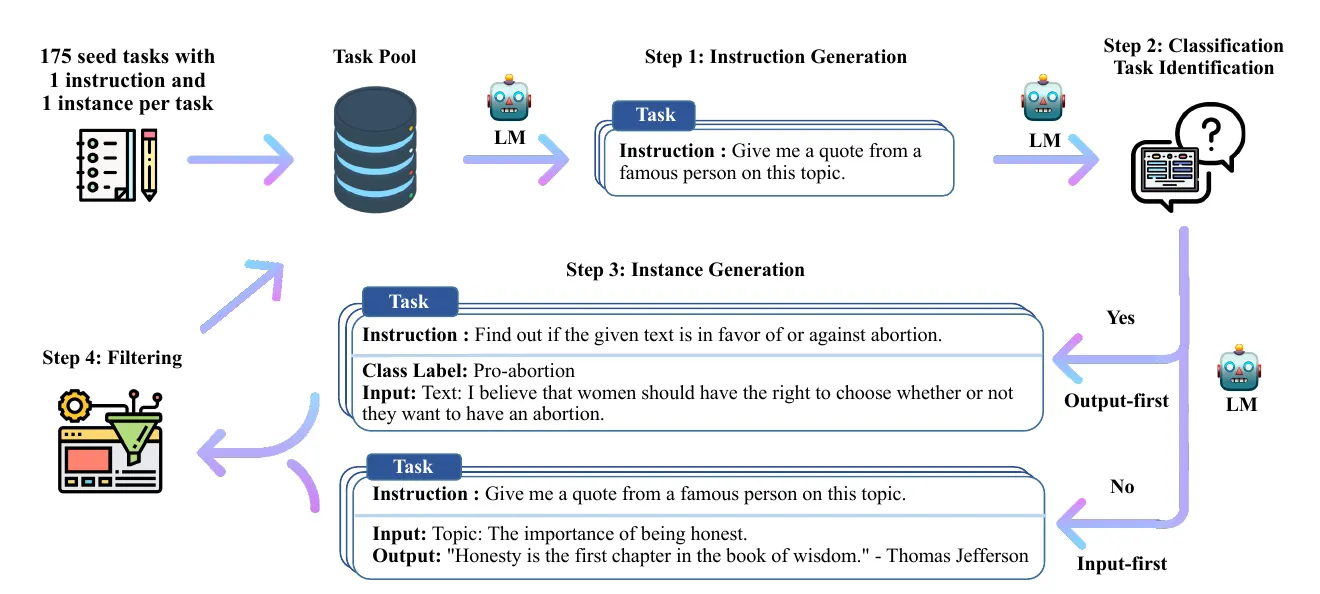 175 seed tasks with
1 instruction and
1 instance per task
Task Pool
LM
Step 1: Instruction Generation
Task
Instruction : Give me a quote from a
famous person on this topic.
LM
Step 2: Classification
Task Identification
Step 3: Instance Generation
Task
Instruction : Find out if the given text is in favor of or against abortion.
Class Label: Pro-abortion
Input: Text: I believe that women should have the right to choose whether or not
they want to have an abortion.
Yes
Output-first
LM
Step 4: Filtering
Task
Instruction : Give me a quote from a famous person on this topic.
Input: Topic: The importance of being honest.
Output: "Honesty is the first chapter in the book of wisdom." - Thomas Jefferson
No
Input-first